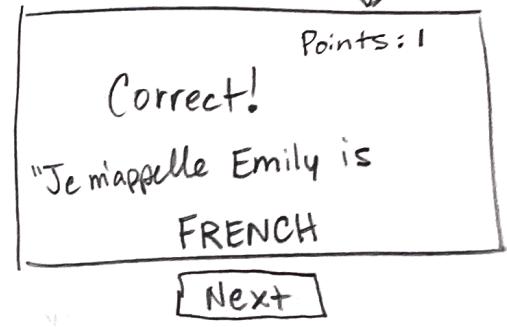 Points: 1
Correct!
"Je m'appelle Emily is
FRENCH
Next